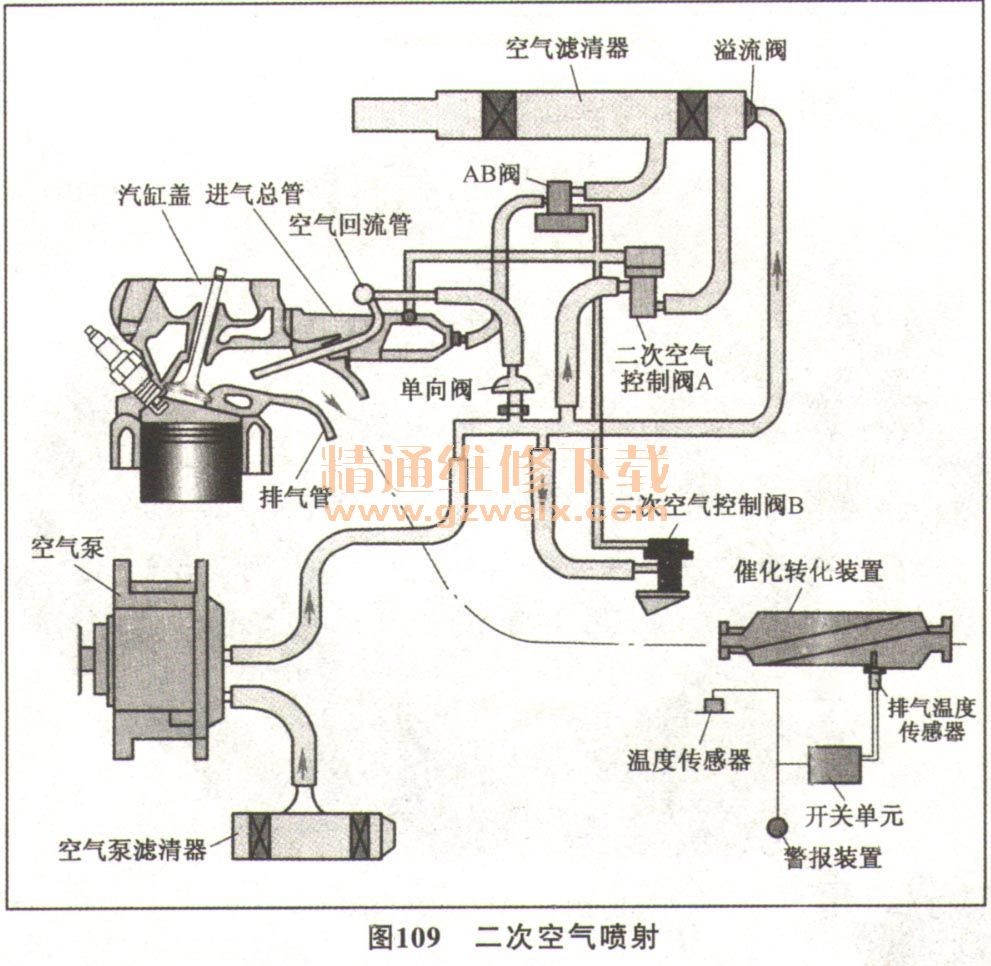 空气滤清器 溢流阀
AB阀
汽缸盖 进气总管
空气回流管
二次空气
控制阀A
单向阀
精通维修下载
www.gzweix.com
排气管
二次空气控制阀B
空气泵
催化转化装置
排气温度
传感器
温度传感器
开关单元
空气泵滤清器
警报装置
图109 二次空气喷射